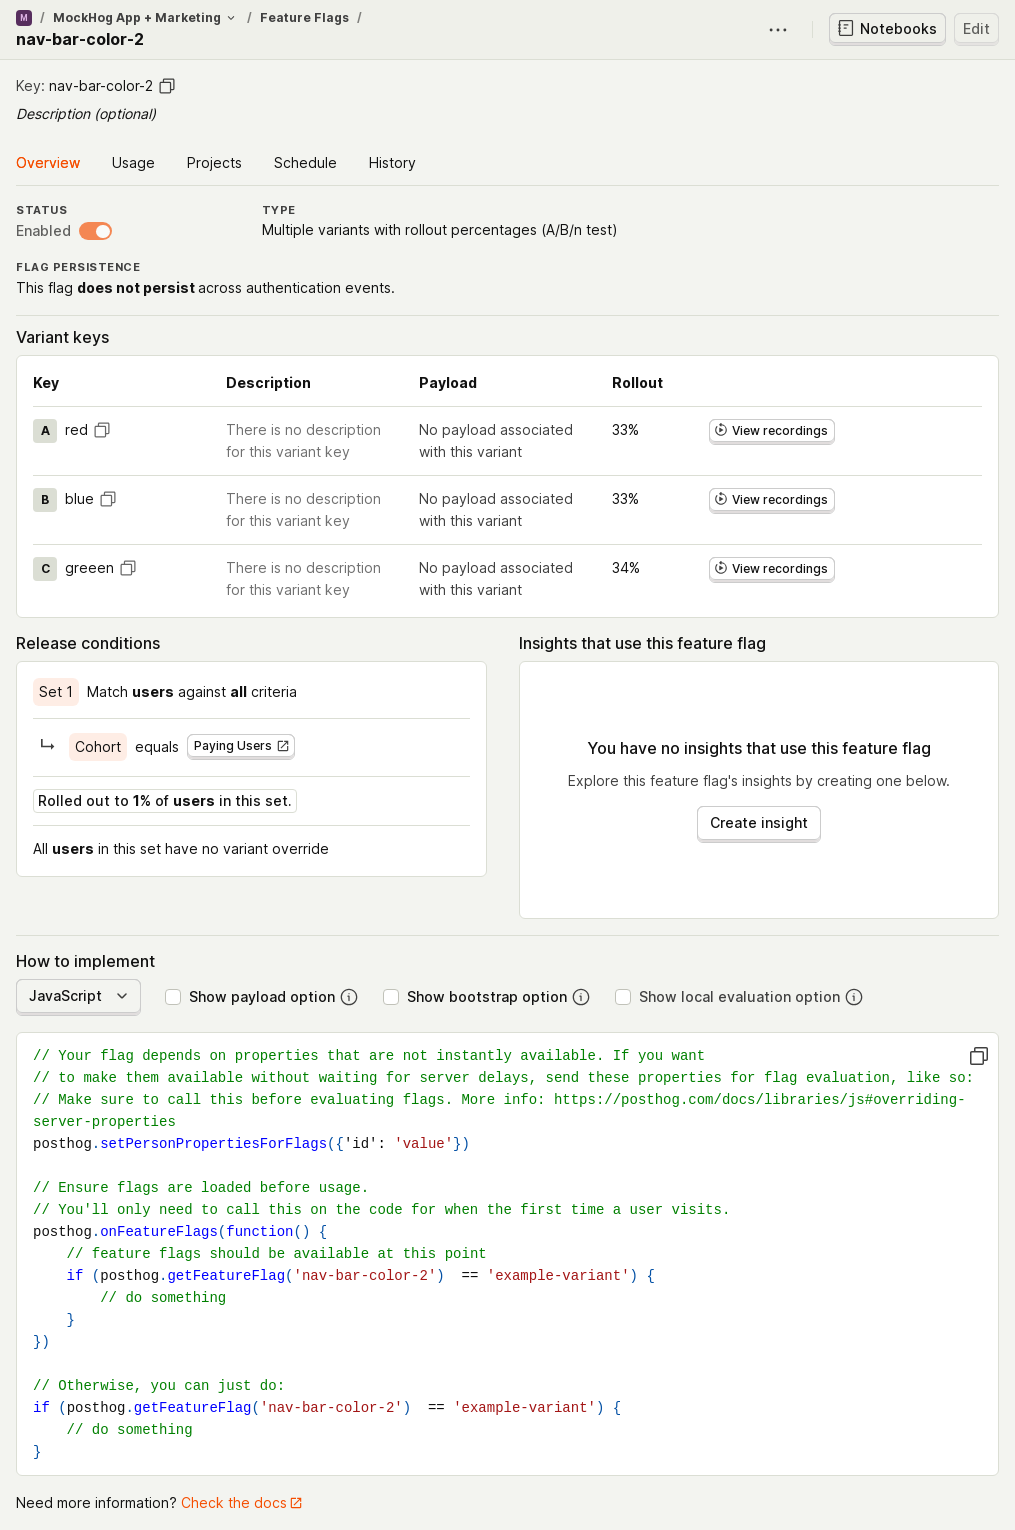 M / MockHog App + Marketing / Feature Flags /
nav-bar-color-2
Notebooks
Edit
Key: nav-bar-color-2
Description (optional)
Overview Usage Projects Schedule History
STATUS TYPE
Enabled Multiple variants with rollout percentages (A/B/n test)
FLAG PERSISTENCE
This flag does not persist across authentication events.
Variant keys
Key Description Payload Rollout
A red There is no description for this variant key No payload associated with this variant 33% View recordings
B blue There is no description for this variant key No payload associated with this variant 33% View recordings
C greeen There is no description for this variant key No payload associated with this variant 34% View recordings
Release conditions
Set 1 Match users against all criteria
Cohort equals Paying Users
Rolled out to 1% of users in this set.
All users in this set have no variant override
Insights that use this feature flag
You have no insights that use this feature flag
Explore this feature flag's insights by creating one below.
Create insight
How to implement
JavaScript Show payload option Show bootstrap option Show local evaluation option
// Your flag depends on properties that are not instantly available. If you want
// to make them available without waiting for server delays, send these properties for flag evaluation, like so:
// Make sure to call this before evaluating flags. More info: https://posthog.com/docs/libraries/js#overriding-
server-properties
posthog.setPersonPropertiesForFlags({'id': 'value'})
// Ensure flags are loaded before usage.
// You'll only need to call this on the code for when the first time a user visits.
posthog.onFeatureFlags(function() {
    // feature flags should be available at this point
    if (posthog.getFeatureFlag('nav-bar-color-2')  == 'example-variant') {
        // do something
    }
})
// Otherwise, you can just do:
if (posthog.getFeatureFlag('nav-bar-color-2')  == 'example-variant') {
    // do something
}
Need more information? Check the docs